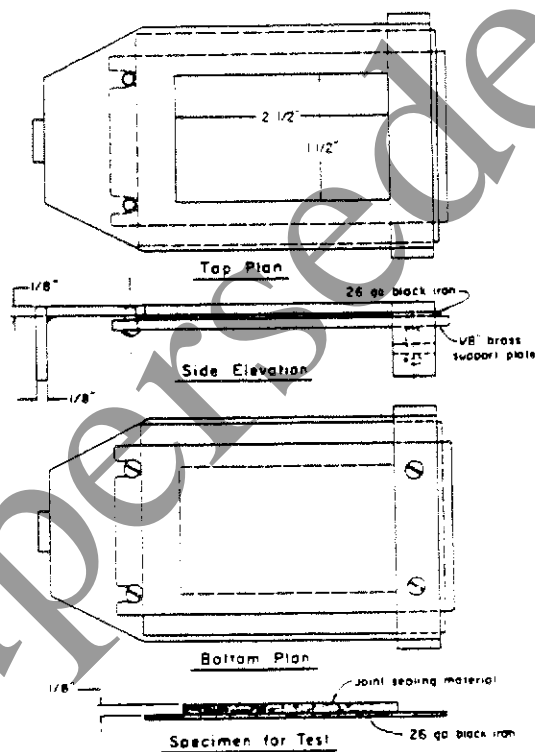 2 1/2"
1 1/2"
Top Plan
1/8"
26 ga black iron
1/8" brass
support plate
Side Elevation
1/8"
Bottom Plan
1/8"
Joint sealing material
26 ga black iron
Specimen for Test
persede